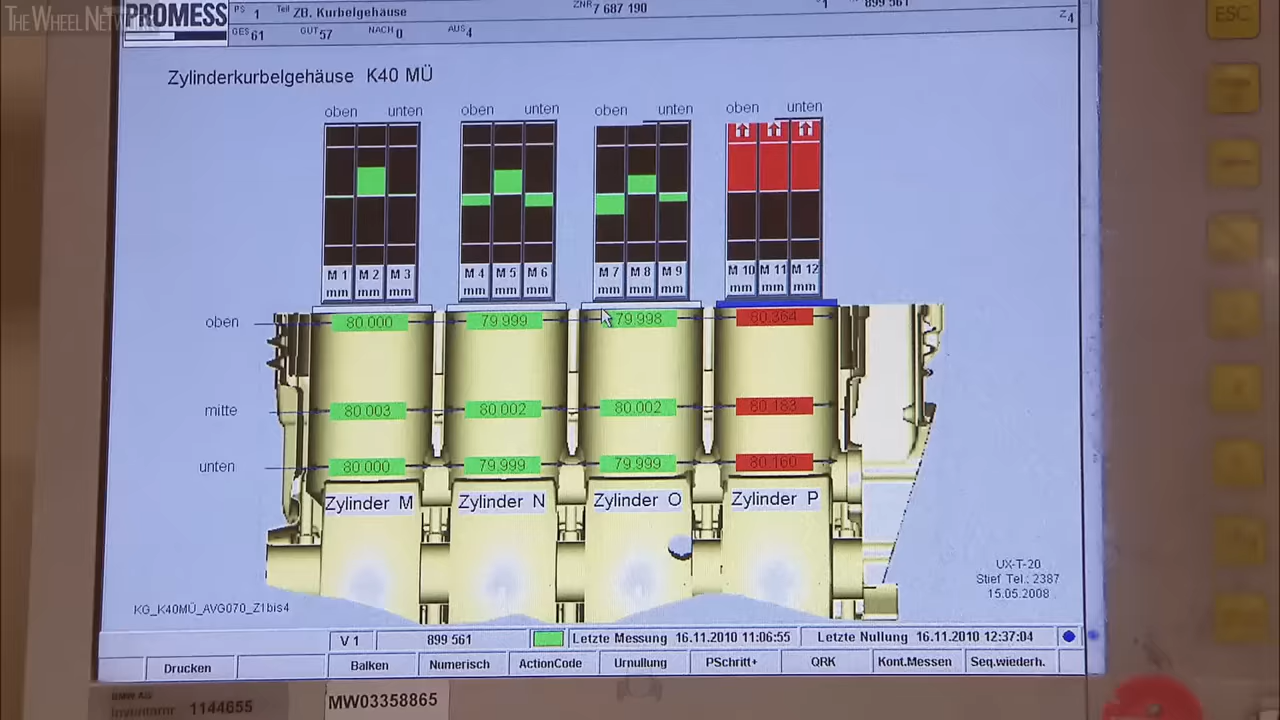 THE WHEEL NETWORK
PROMESS
PS 1 Teil ZB. Kurbelgehäuse ZNR 7 687 190 1 899 561
GES 61 GUT 57 NACH 0 AUS 4 Z4
ESC
Zylinderkurbelgehäuse K40 MÜ
oben unten oben unten oben unten oben unten
M 1 M 2 M 3 M 4 M 5 M 6 M 7 M 8 M 9 M 10 M 11 M 12
mm mm mm mm mm mm mm mm mm mm mm mm
oben 80.000 79.999 79.998 80.364
mitte 80.003 80.002 80.002 80.183
unten 80.000 79.999 79.999 80.160
Zylinder M Zylinder N Zylinder O Zylinder P
UX-T-20
Stief Tel.: 2387
15.05.2008
KG_K40MÜ_AVG070_Z1bis4
V 1 899 561 Letzte Messung 16.11.2010 11:06:55 Letzte Nullung 16.11.2010 12:37:04
Drucken Balken Numerisch ActionCode Urnullung PSchritt+ QRK Kont.Messen Seq.wiederh.
BMW AG
Inventarnr 1144655
MW03358865